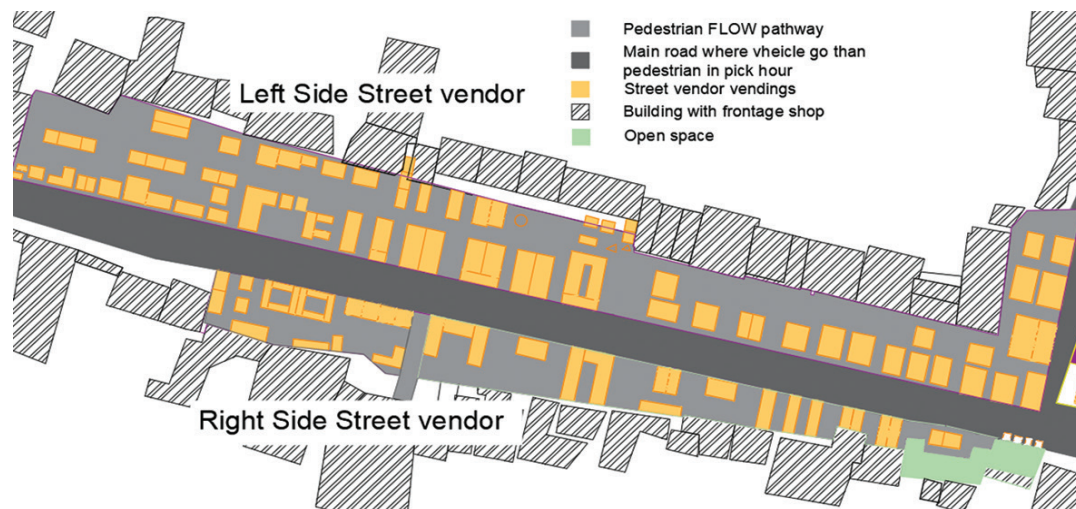 Pedestrian FLOW pathway
Main road where vheicle go than
pedestrian in pick hour
Street vendor vendings
Building with frontage shop
Open space
Left Side Street vendor
Right Side Street vendor